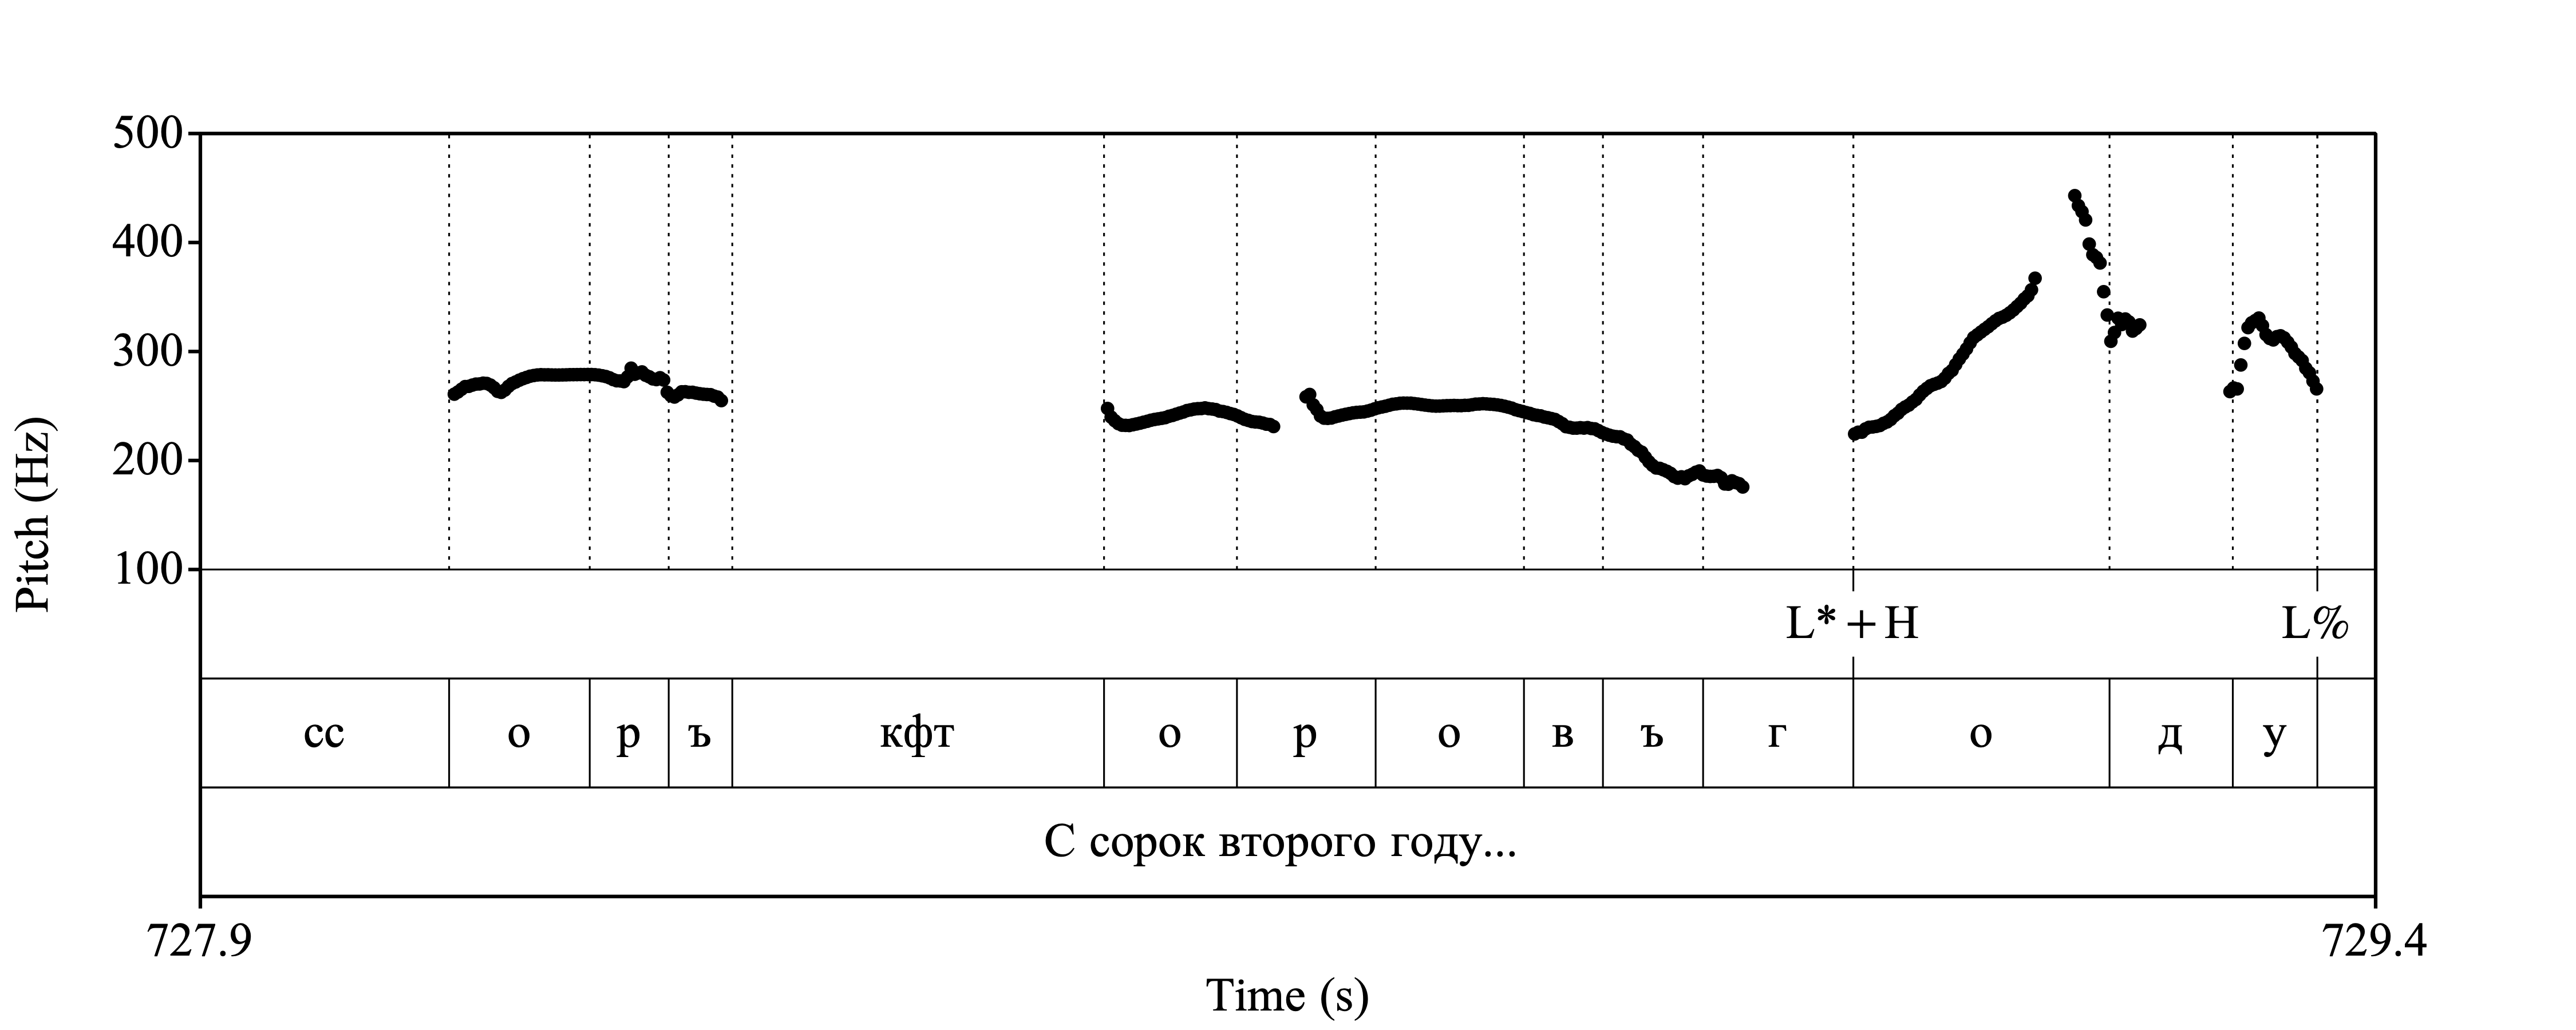 500
400
300
200
100
Pitch (Hz)
L*+H L%
сс о р ъ кфт о р о в ъ г о д у
С сорок второго году...
727.9 729.4
Time (s)